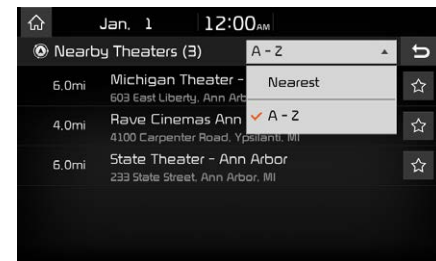 Jan. 1 12:00AM
Nearby Theaters (3) A - Z
6.0mi Michigan Theater -
603 East Liberty, Ann Arb
Nearest
4.0mi Rave Cinemas Ann
4100 Carpenter Road, Ypsilanti, MI
A - Z
6.0mi State Theater - Ann Arbor
233 State Street, Ann Arbor, MI